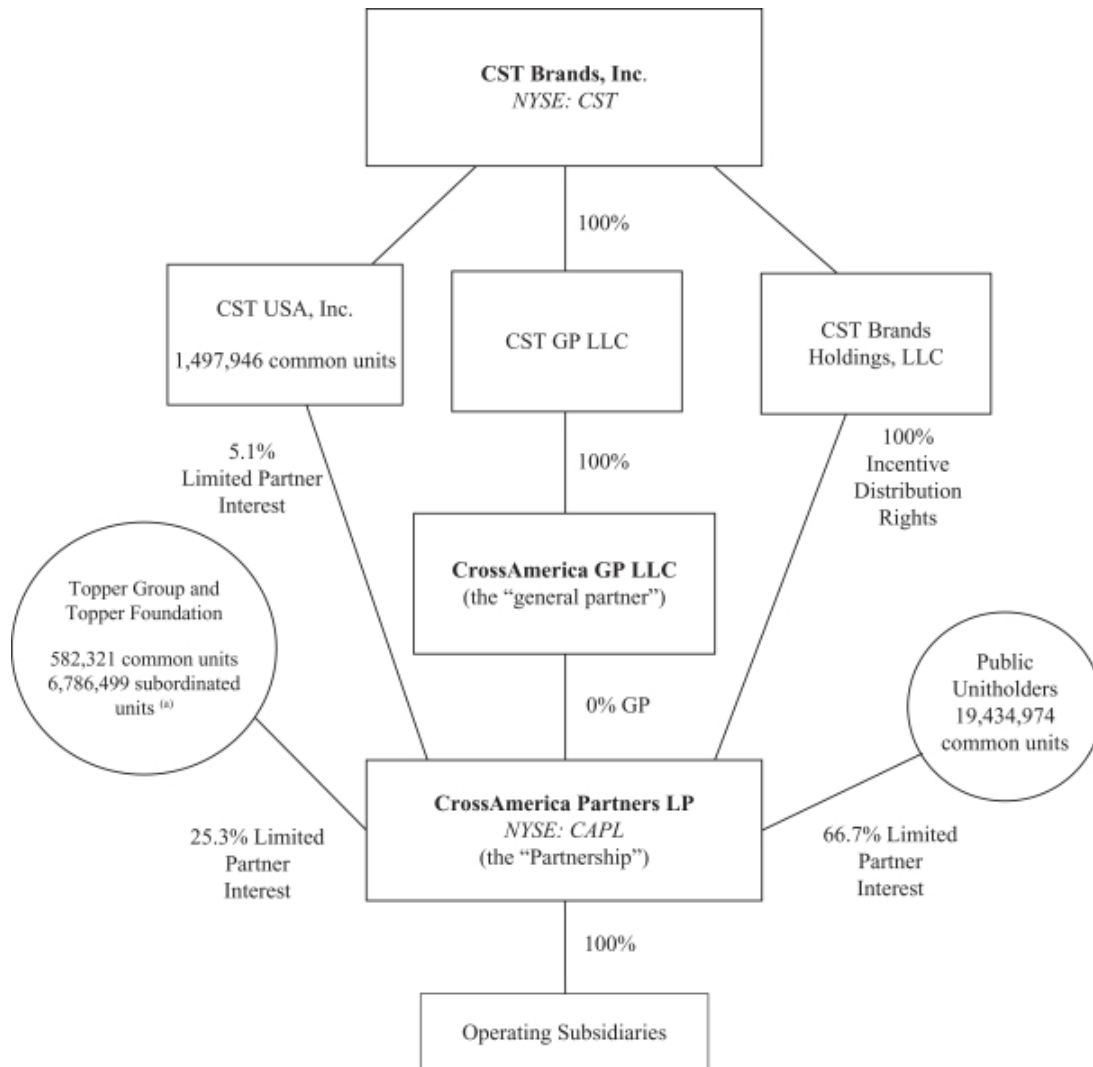 CST Brands, Inc.
NYSE: CST
100%
CST USA, Inc.
1,497,946 common units
CST GP LLC
CST Brands
Holdings, LLC
5.1%
Limited Partner
Interest
100%
100%
Incentive
Distribution
Rights
CrossAmerica GP LLC
(the “general partner”)
Topper Group and
Topper Foundation
582,321 common units
6,786,499 subordinated
units (a)
Public
Unitholders
19,434,974
common units
0% GP
CrossAmerica Partners LP
NYSE: CAPL
(the “Partnership”)
25.3% Limited
Partner
Interest
66.7% Limited
Partner
Interest
100%
Operating Subsidiaries